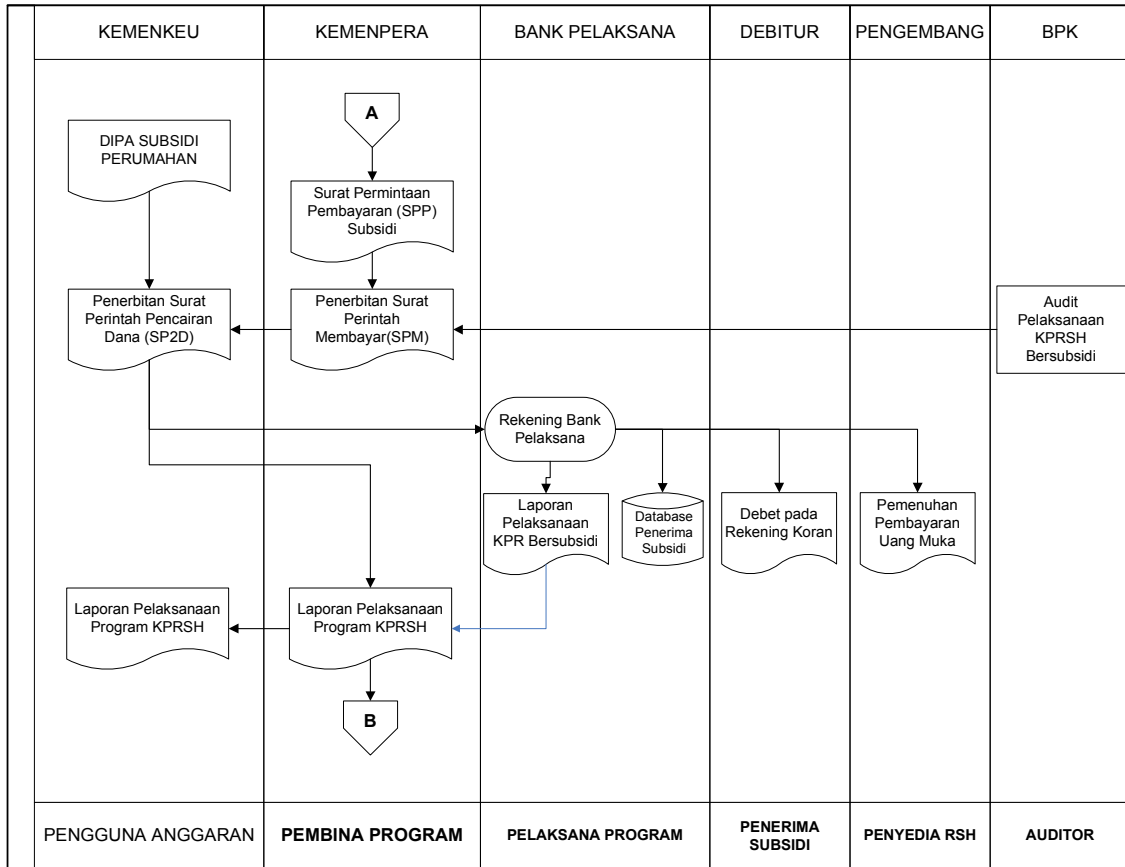 KEMENKEU
KEMENPERA
BANK PELAKSANA
DEBITUR
PENGEMBANG
BPK
A
DIPA SUBSIDI
PERUMAHAN
Surat Permintaan
Pembayaran (SPP)
Subsidi
Penerbitan Surat
Perintah Pencairan
Dana (SP2D)
Penerbitan Surat
Perintah
Membayar(SPM)
Audit
Pelaksanaan
KPRSH
Bersubsidi
Rekening Bank
Pelaksana
Laporan
Pelaksanaan
KPR Bersubsidi
Database
Penerima
Subsidi
Debet pada
Rekening Koran
Pemenuhan
Pembayaran
Uang Muka
Laporan Pelaksanaan
Program KPRSH
Laporan Pelaksanaan
Program KPRSH
B
PENGGUNA ANGGARAN
PEMBINA PROGRAM
PELAKSANA PROGRAM
PENERIMA
SUBSIDI
PENYEDIA RSH
AUDITOR